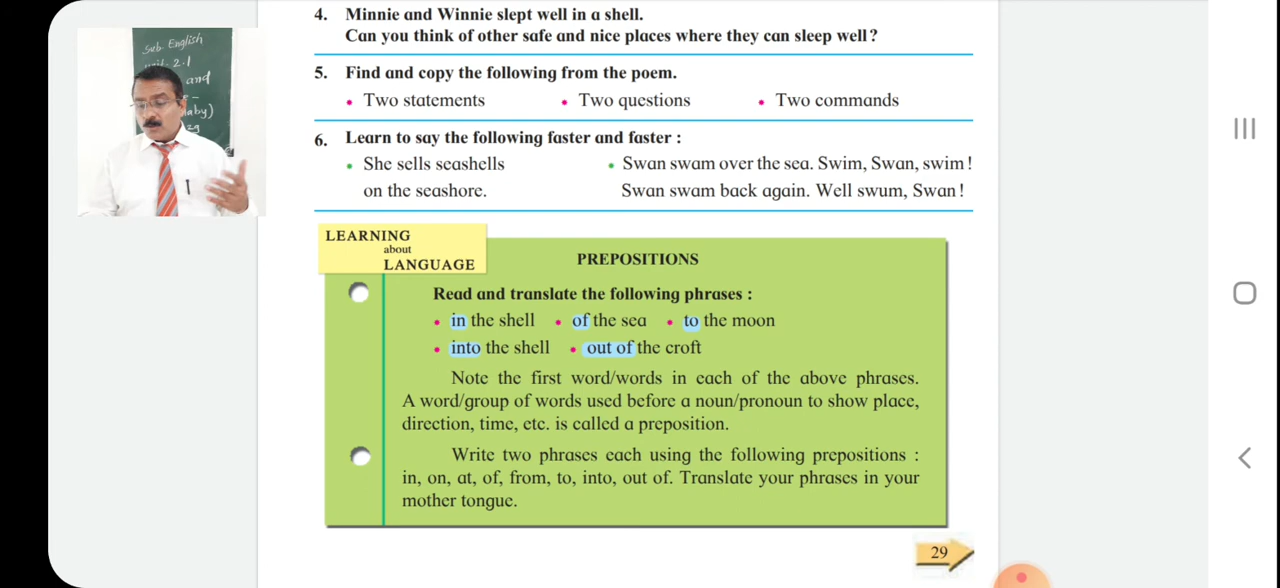 4. Minnie and Winnie slept well in a shell.
Can you think of other safe and nice places where they can sleep well?
5. Find and copy the following from the poem.
• Two statements • Two questions • Two commands
6. Learn to say the following faster and faster :
• She sells seashells
on the seashore.
• Swan swam over the sea. Swim, Swan, swim!
Swan swam back again. Well swum, Swan!
LEARNING
about
LANGUAGE
PREPOSITIONS
Read and translate the following phrases :
• in the shell • of the sea • to the moon
• into the shell • out of the croft
Note the first word/words in each of the above phrases.
A word/group of words used before a noun/pronoun to show place,
direction, time, etc. is called a preposition.
Write two phrases each using the following prepositions :
in, on, at, of, from, to, into, out of. Translate your phrases in your
mother tongue.
29
Sub. English
2.1
and